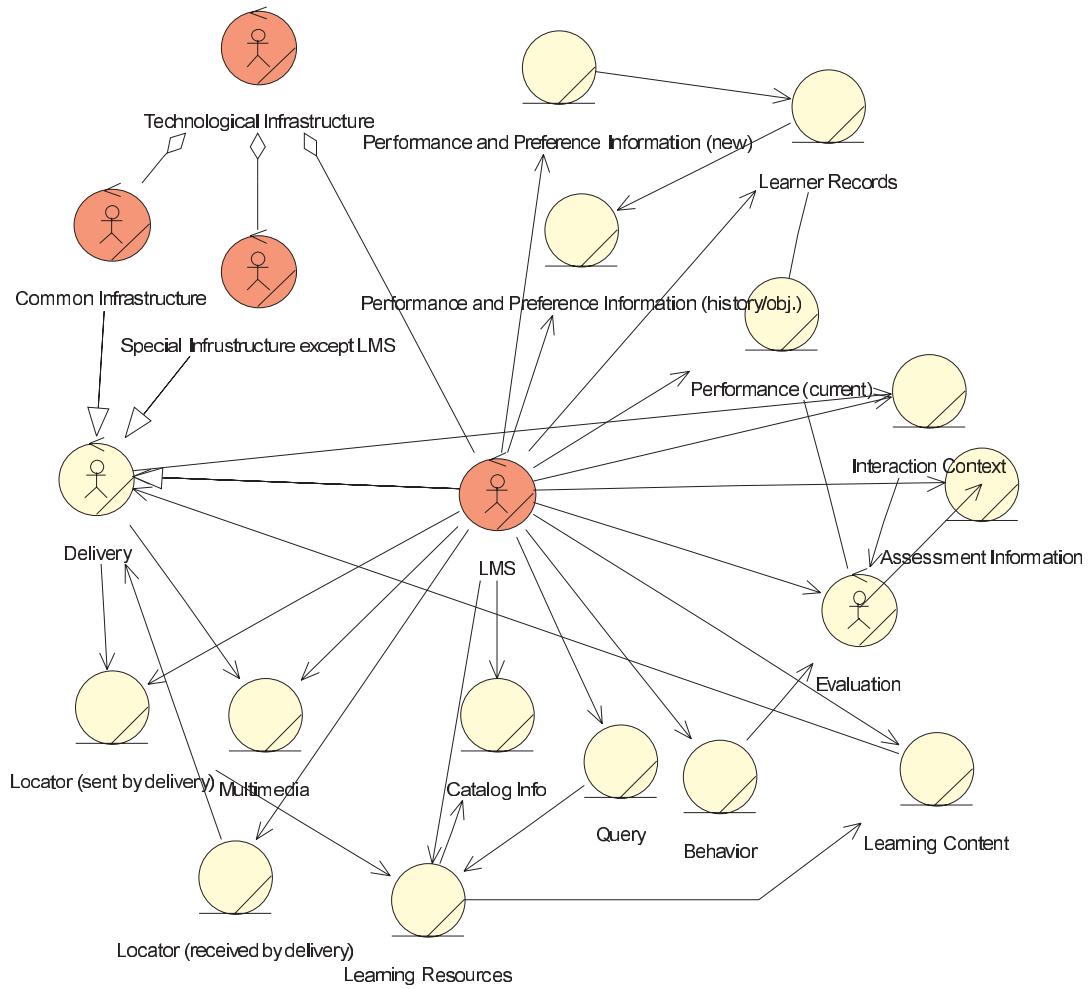 Technological Infrastructure
Performance and Preference Information (new)
Learner Records
Common Infrastructure
Performance and Preference Information (history/obj.)
Special Infrustructure except LMS
Performance (current)
Interaction Context
Delivery
LMS
Assessment Information
Evaluation
Locator (sent by delivery)
Multimedia
Catalog Info
Query
Behavior
Learning Content
Locator (received by delivery)
Learning Resources